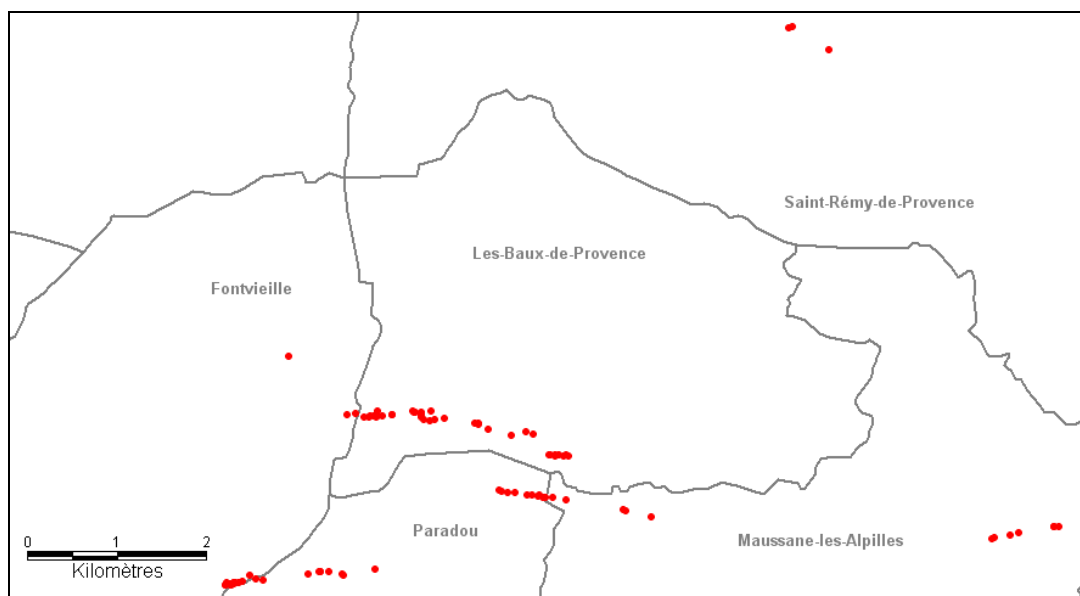 Saint-Rémy-de-Provence
Les-Baux-de-Provence
Fontvieille
Paradou
Maussane-les-Alpilles
0 1 2
Kilomètres